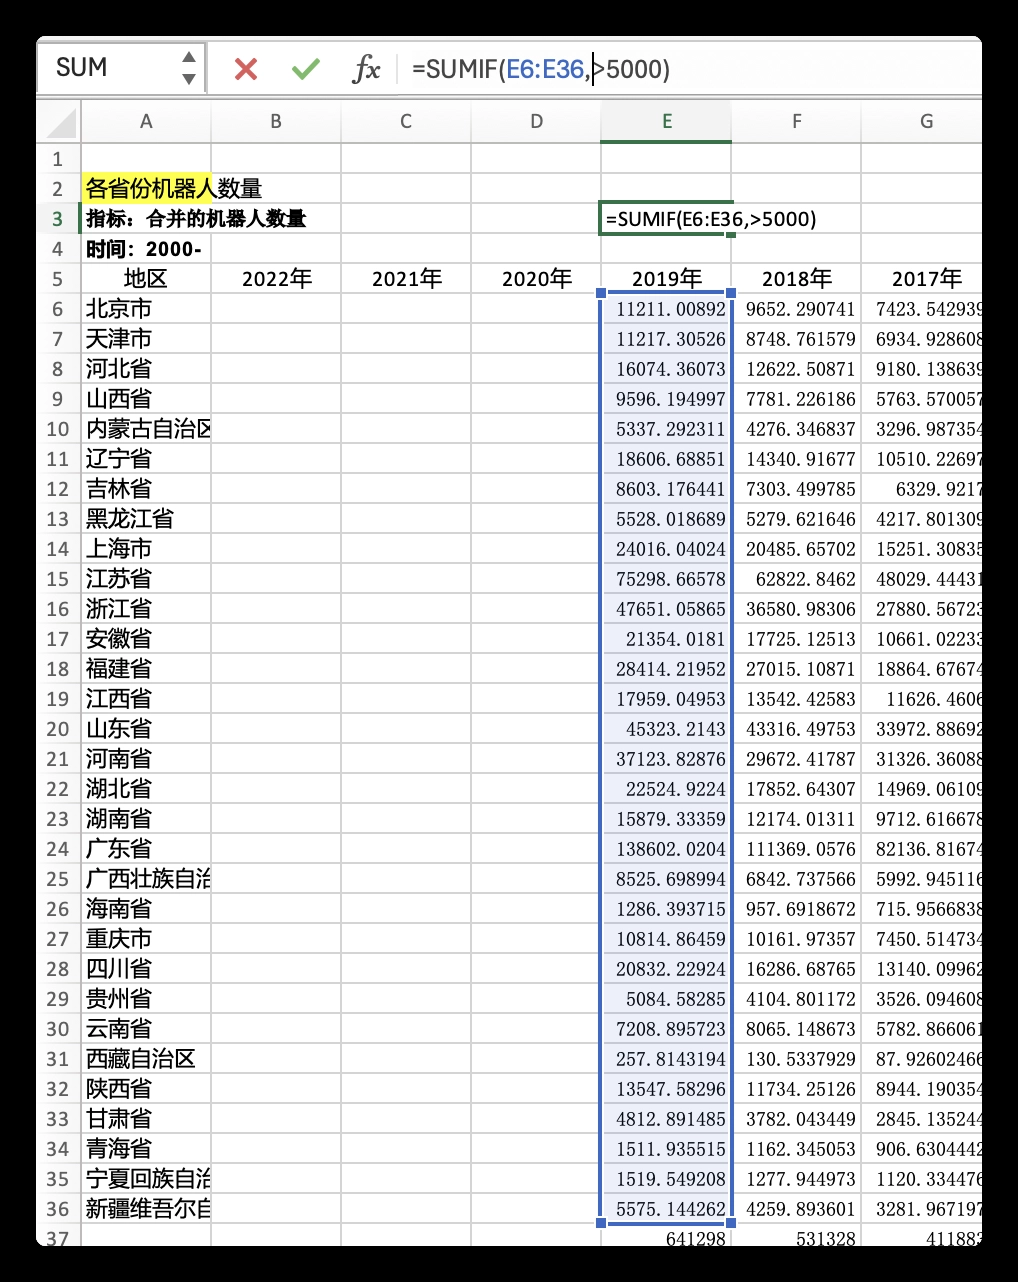 SUM =SUMIF(E6:E36,>5000)
A B C D E F G
1
2 各省份机器人数量
3 指标：合并的机器人数量 =SUMIF(E6:E36,>5000)
4 时间：2000-
5 地区 2022年 2021年 2020年 2019年 2018年 2017年
6 北京市 11211.00892 9652.290741 7423.542939
7 天津市 11217.30526 8748.761579 6934.928608
8 河北省 16074.36073 12622.50871 9180.138639
9 山西省 9596.194997 7781.226186 5763.570057
10 内蒙古自治区 5337.292311 4276.346837 3296.987354
11 辽宁省 18606.68851 14340.91677 10510.22697
12 吉林省 8603.176441 7303.499785 6329.9217
13 黑龙江省 5528.018689 5279.621646 4217.801309
14 上海市 24016.04024 20485.65702 15251.30835
15 江苏省 75298.66578 62822.8462 48029.44431
16 浙江省 47651.05865 36580.98306 27880.56723
17 安徽省 21354.0181 17725.12513 10661.02233
18 福建省 28414.21952 27015.10871 18864.67674
19 江西省 17959.04953 13542.42583 11626.4606
20 山东省 45323.2143 43316.49753 33972.88692
21 河南省 37123.82876 29672.41787 31326.36088
22 湖北省 22524.9224 17852.64307 14969.06109
23 湖南省 15879.33359 12174.01311 9712.616678
24 广东省 138602.0204 111369.0576 82136.81674
25 广西壮族自治 8525.698994 6842.737566 5992.945116
26 海南省 1286.393715 957.6918672 715.9566838
27 重庆市 10814.86459 10161.97357 7450.514734
28 四川省 20832.22924 16286.68765 13140.09962
29 贵州省 5084.58285 4104.801172 3526.094608
30 云南省 7208.895723 8065.148673 5782.866061
31 西藏自治区 257.8143194 130.5337929 87.92602466
32 陕西省 13547.58296 11734.25126 8944.190354
33 甘肃省 4812.891485 3782.043449 2845.135244
34 青海省 1511.935515 1162.345053 906.6304442
35 宁夏回族自治 1519.549208 1277.944973 1120.334476
36 新疆维吾尔自 5575.144262 4259.893601 3281.967197
37 641298 531328 411883